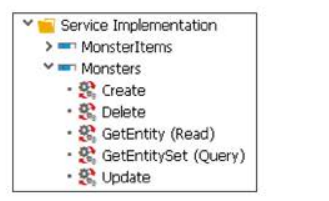 Service Implementation
MonsterItems
Monsters
Create
Delete
GetEntity (Read)
GetEntitySet (Query)
Update